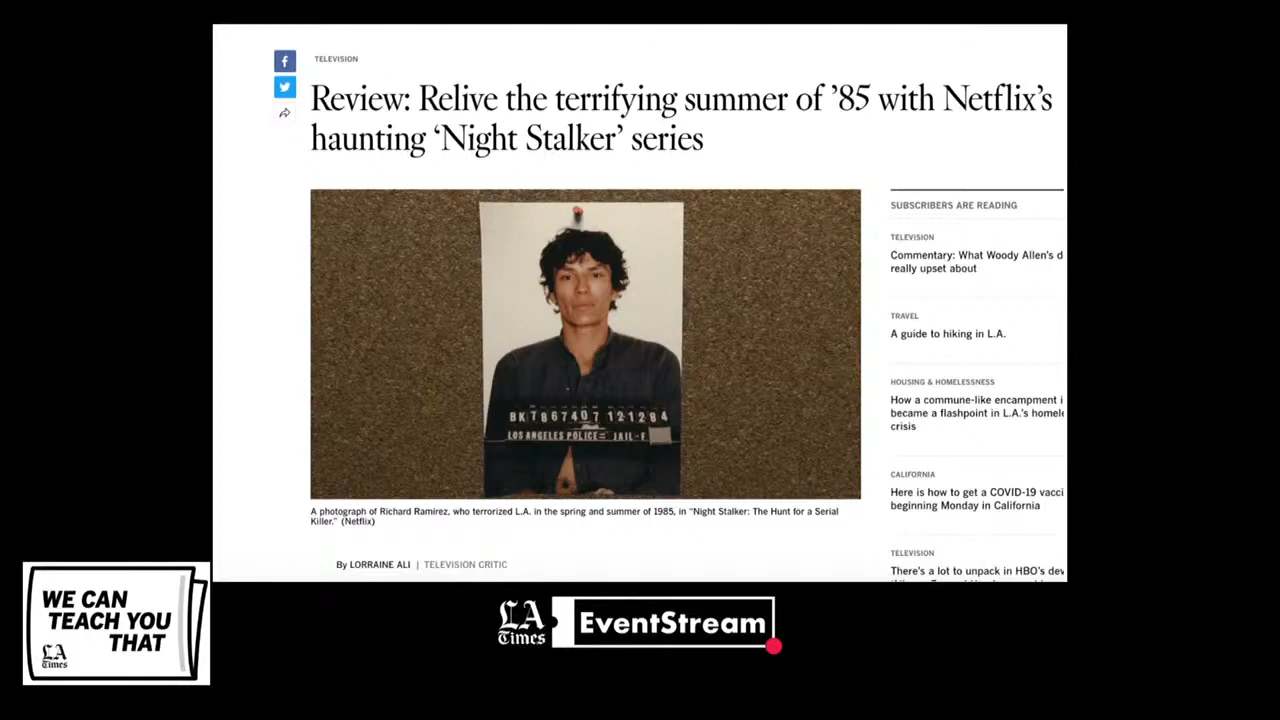 TELEVISION
Review: Relive the terrifying summer of ’85 with Netflix’s
haunting ‘Night Stalker’ series
BK 7867407 121284
LOS ANGELES POLICE= JAIL-F
A photograph of Richard Ramirez, who terrorized L.A. in the spring and summer of 1985, in “Night Stalker: The Hunt for a Serial
Killer.” (Netflix)
By LORRAINE ALI | TELEVISION CRITIC
SUBSCRIBERS ARE READING
TELEVISION
Commentary: What Woody Allen’s d
really upset about
TRAVEL
A guide to hiking in L.A.
HOUSING & HOMELESSNESS
How a commune-like encampment i
became a flashpoint in L.A.’s homele
crisis
CALIFORNIA
Here is how to get a COVID-19 vacci
beginning Monday in California
TELEVISION
There’s a lot to unpack in HBO’s dev
WE CAN
TEACH YOU
THAT
LA
Times
LA
Times
EventStream